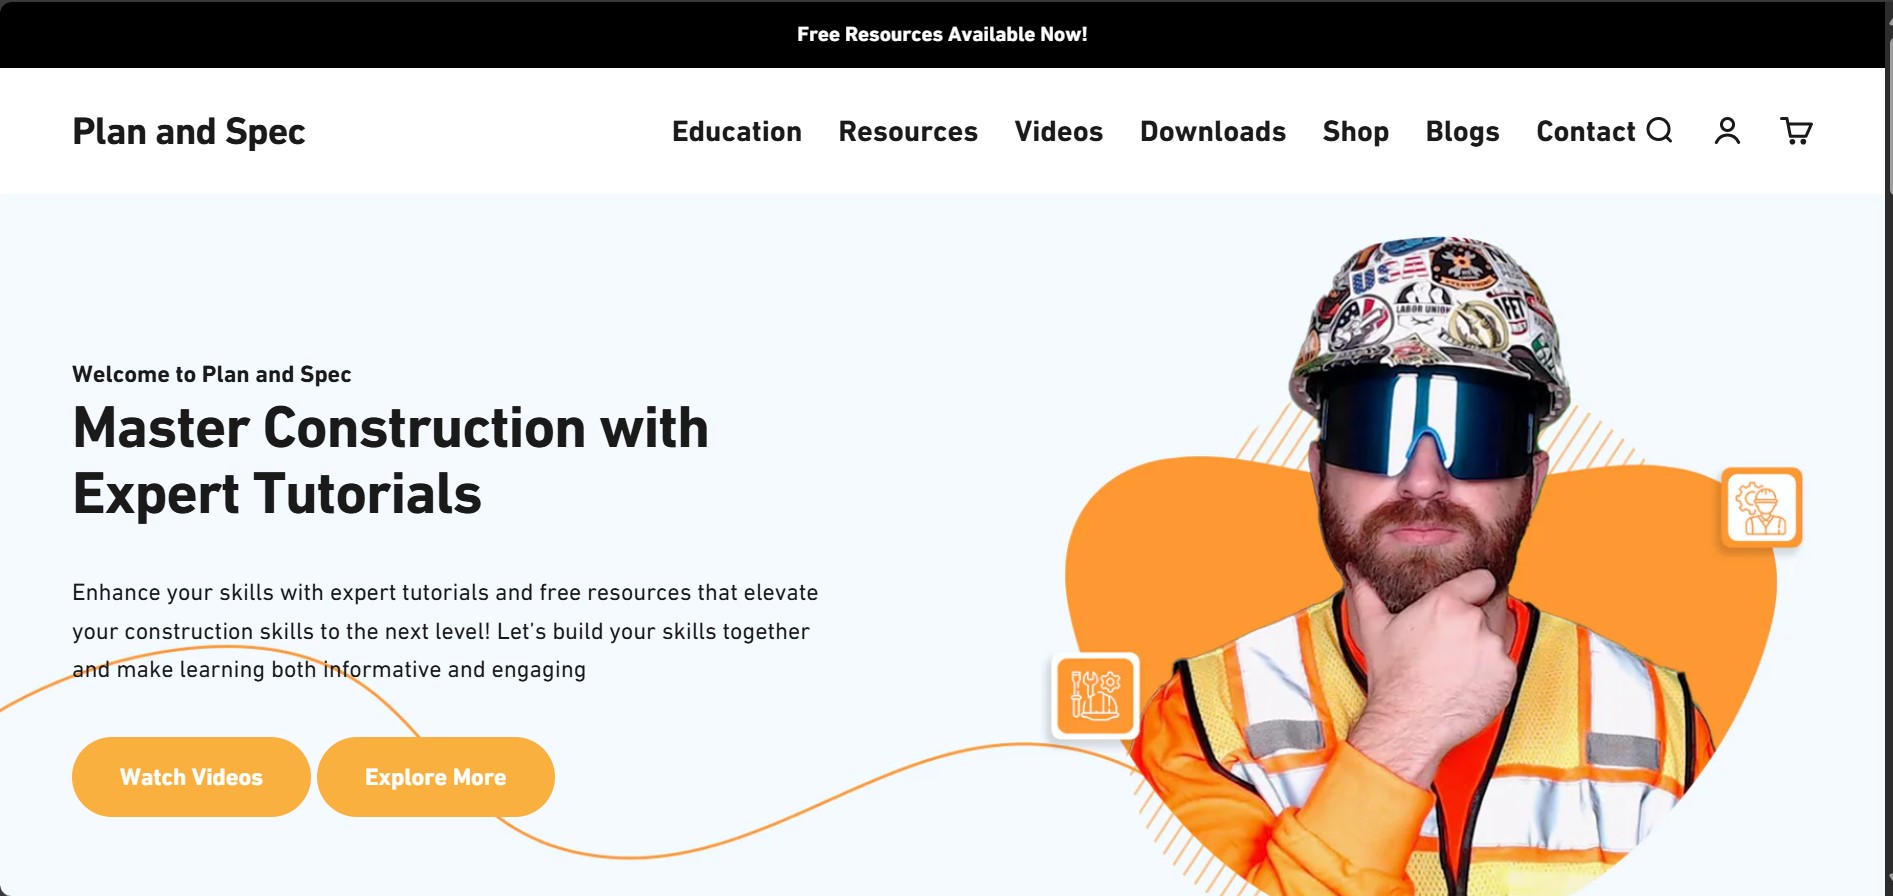 Free Resources Available Now!
Plan and Spec
Education Resources Videos Downloads Shop Blogs Contact
USA
LABOR UNION
Welcome to Plan and Spec
Master Construction with
Expert Tutorials
Enhance your skills with expert tutorials and free resources that elevate
your construction skills to the next level! Let's build your skills together
and make learning both informative and engaging
Watch Videos Explore More